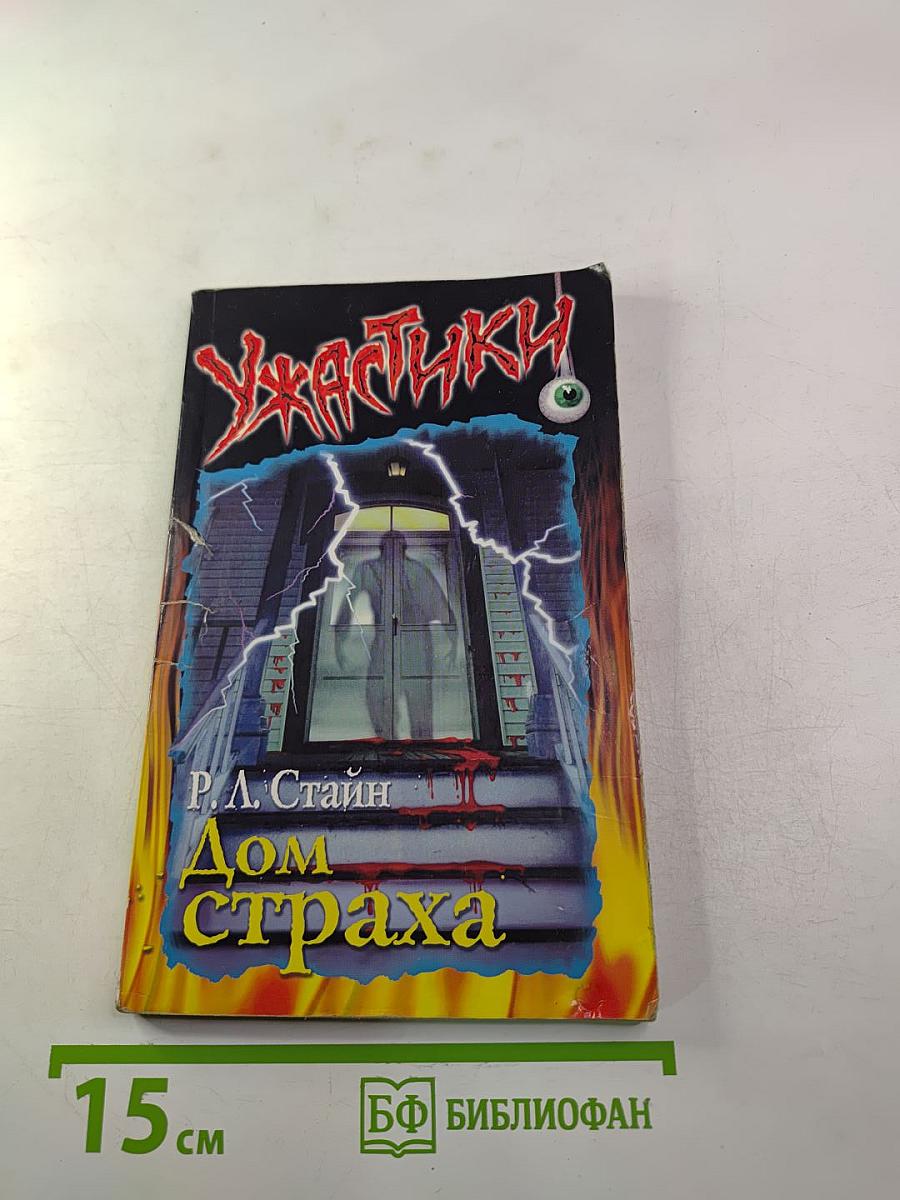 Ужастики
Р. Л. Стайн
Дом
страха
15 см
БФ БИБЛИОФАН